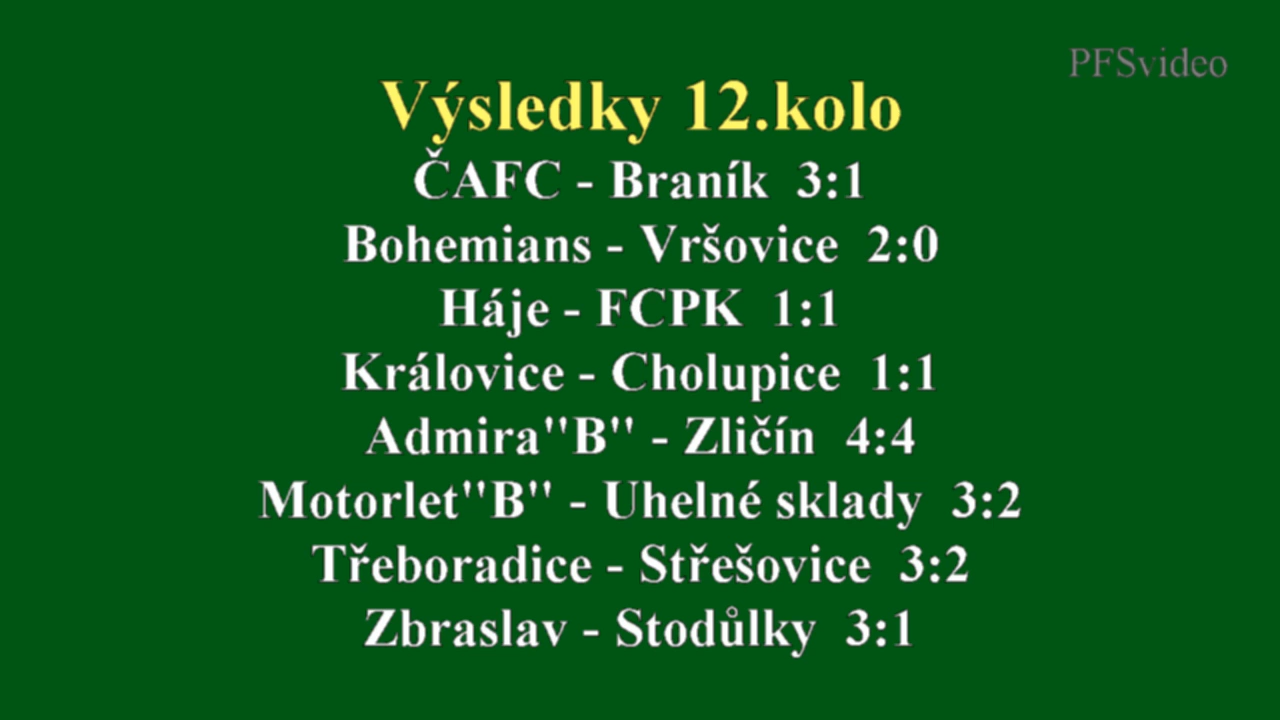 PFSvideo
Výsledky 12.kolo
ČAFC - Braník 3:1
Bohemians - Vršovice 2:0
Háje - FCPK 1:1
Královice - Cholupice 1:1
Admira"B" - Zličín 4:4
Motorlet"B" - Uhelné sklady 3:2
Třeboradice - Střešovice 3:2
Zbraslav - Stodůlky 3:1